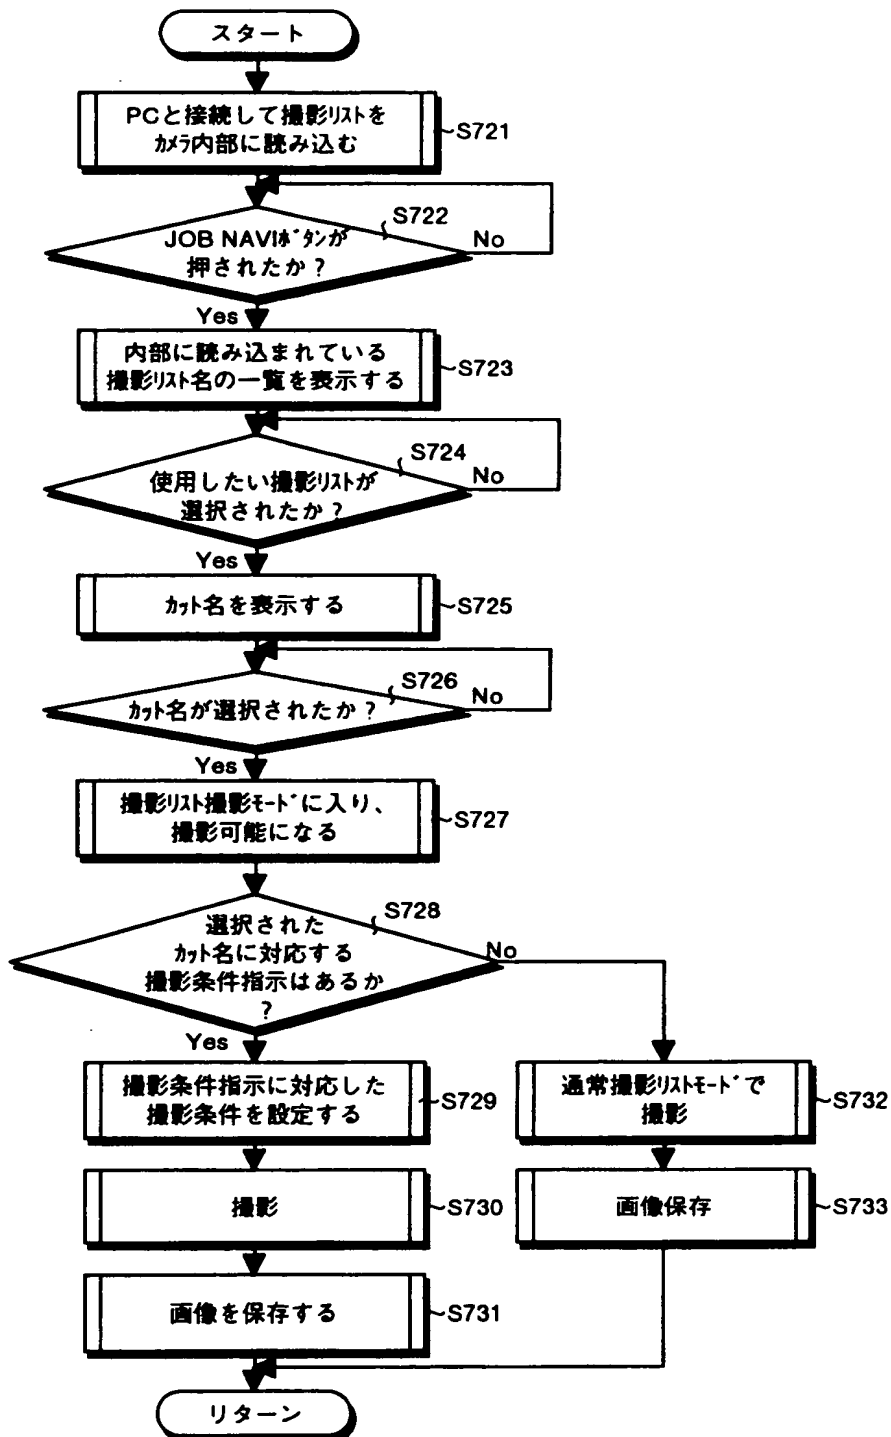 スタート
PCと接続して撮影ﾘｽﾄを
ｶﾒﾗ内部に読み込む
S721
S722
JOB NAVIﾎﾞﾀﾝが
押されたか？
No
Yes
内部に読み込まれている
撮影ﾘｽﾄ名の一覧を表示する
S723
S724
使用したい撮影リストが
選択されたか？
No
Yes
ｶｯﾄ名を表示する
S725
S726
ｶｯﾄ名が選択されたか？
No
Yes
撮影ﾘｽﾄ撮影ﾓｰﾄﾞに入り、
撮影可能になる
S727
S728
選択された
ｶｯﾄ名に対応する
撮影条件指示はあるか
？
No
Yes
撮影条件指示に対応した
撮影条件を設定する
S729
通常撮影ﾘｽﾄﾓｰﾄﾞで
撮影
S732
撮影
S730
画像保存
S733
画像を保存する
S731
リターン